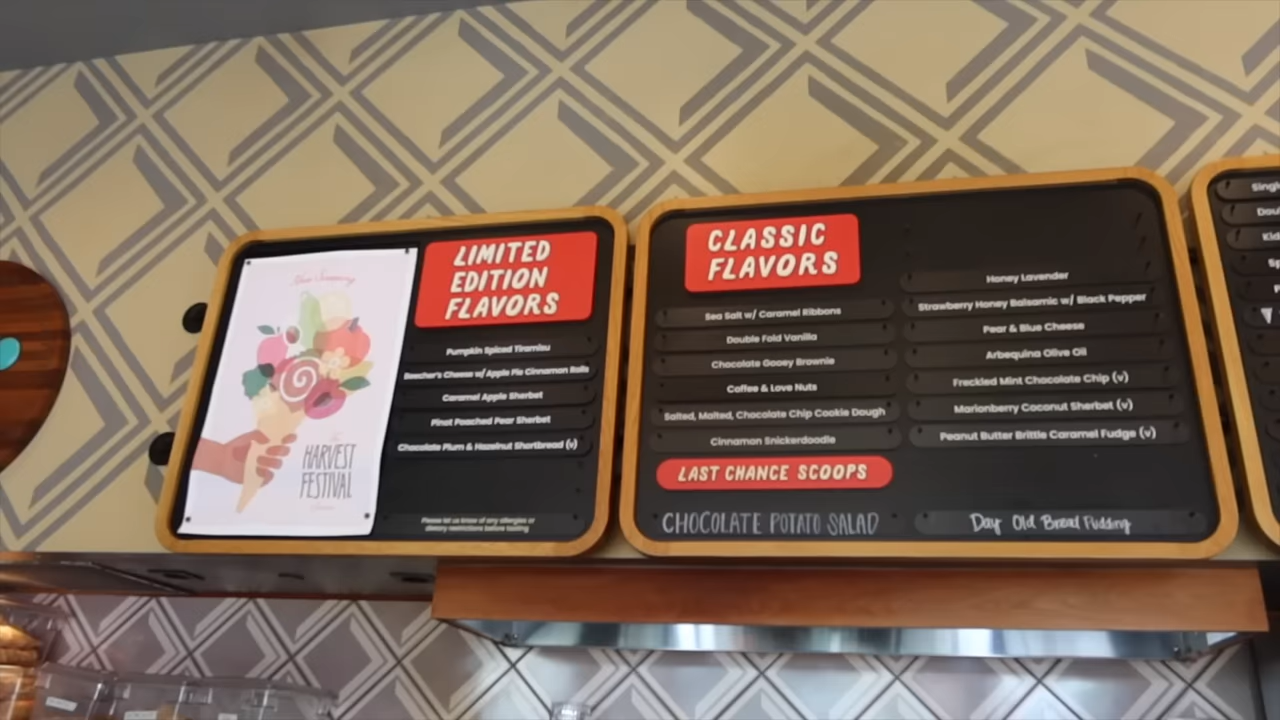 LIMITED
EDITION
FLAVORS
Pumpkin Spiced Tiramisu
Beecher's Cheese w/ Apple Pie Cinnamon Rolls
Caramel Apple Sherbet
Pinot Poached Pear Sherbet
Chocolate Plum & Hazelnut Shortbread (v)
Please let us know of any allergies or
dietary restrictions before tasting
HARVEST
FESTIVAL
CLASSIC
FLAVORS
Sea Salt w/ Caramel Ribbons
Double Fold Vanilla
Chocolate Gooey Brownie
Coffee & Love Nuts
Salted, Malted, Chocolate Chip Cookie Dough
Cinnamon Snickerdoodle
Honey Lavender
Strawberry Honey Balsamic w/ Black Pepper
Pear & Blue Cheese
Arbequina Olive Oil
Freckled Mint Chocolate Chip (v)
Marionberry Coconut Sherbet (v)
Peanut Butter Brittle Caramel Fudge (v)
LAST CHANCE SCOOPS
CHOCOLATE POTATO SALAD
Day Old Bread Pudding